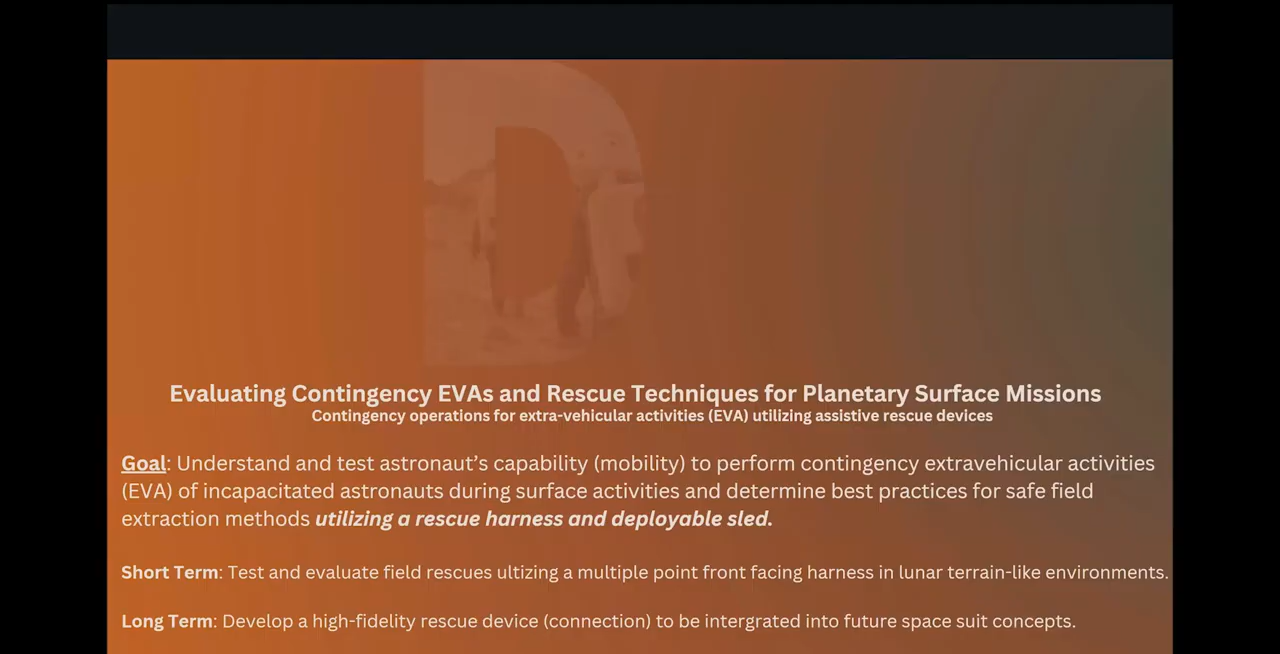 D
Evaluating Contingency EVAs and Rescue Techniques for Planetary Surface Missions
Contingency operations for extra-vehicular activities (EVA) utilizing assistive rescue devices
Goal: Understand and test astronaut’s capability (mobility) to perform contingency extravehicular activities
(EVA) of incapacitated astronauts during surface activities and determine best practices for safe field
extraction methods utilizing a rescue harness and deployable sled.
Short Term: Test and evaluate field rescues ultizing a multiple point front facing harness in lunar terrain-like environments.
Long Term: Develop a high-fidelity rescue device (connection) to be intergrated into future space suit concepts.